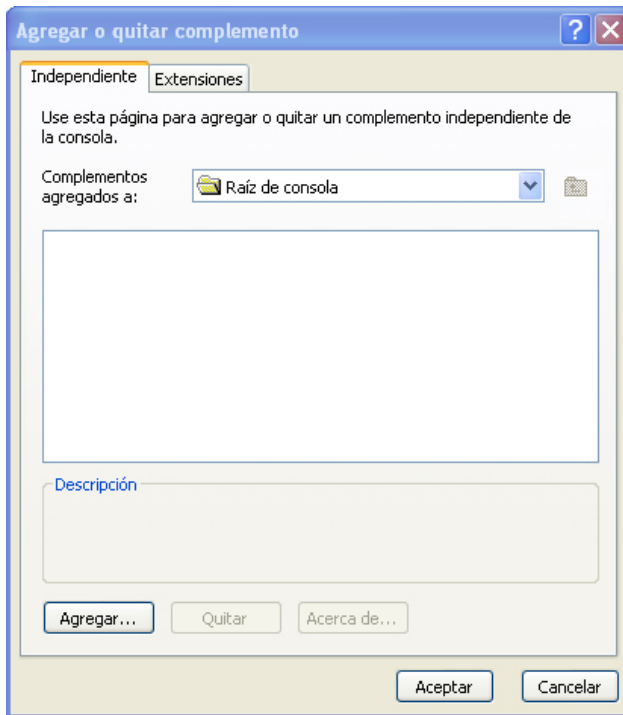 Agregar o quitar complemento
Independiente
Extensiones
Use esta página para agregar o quitar un complemento independiente de
la consola.
Complementos
agregados a:
Raíz de consola
Descripción
Agregar...
Quitar
Acerca de...
Aceptar
Cancelar